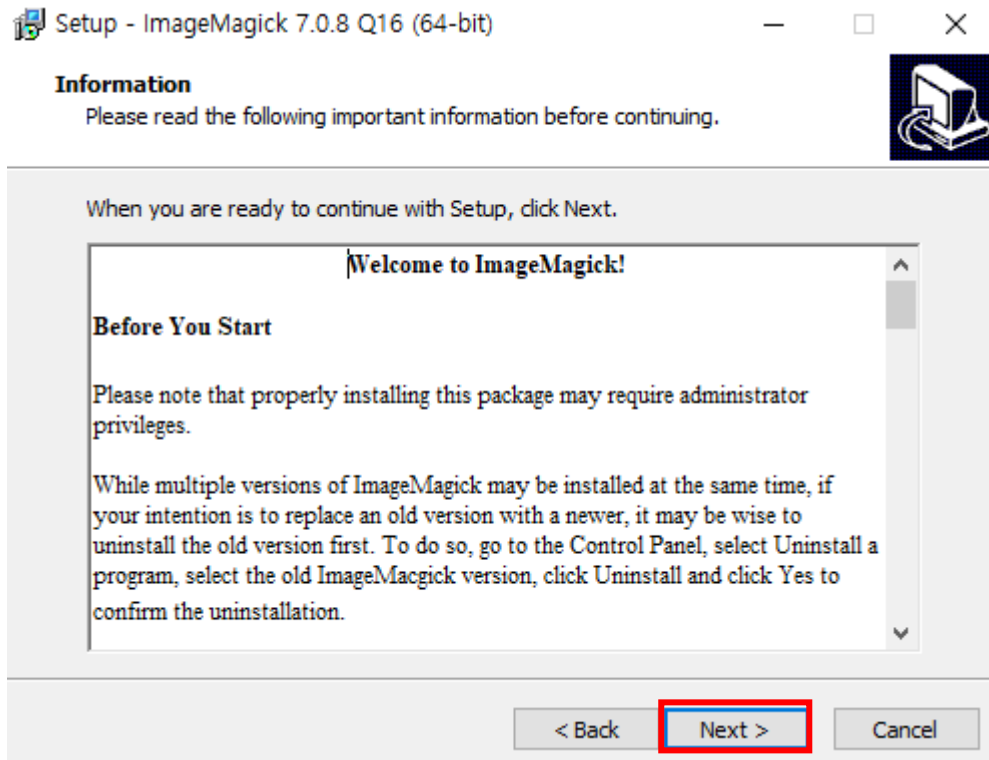 Setup - ImageMagick 7.0.8 Q16 (64-bit)
Information
Please read the following important information before continuing.
When you are ready to continue with Setup, click Next.
Welcome to ImageMagick!
Before You Start
Please note that properly installing this package may require administrator
privileges.
While multiple versions of ImageMagick may be installed at the same time, if
your intention is to replace an old version with a newer, it may be wise to
uninstall the old version first. To do so, go to the Control Panel, select Uninstall a
program, select the old ImageMacgick version, click Uninstall and click Yes to
confirm the uninstallation.
< Back Next > Cancel